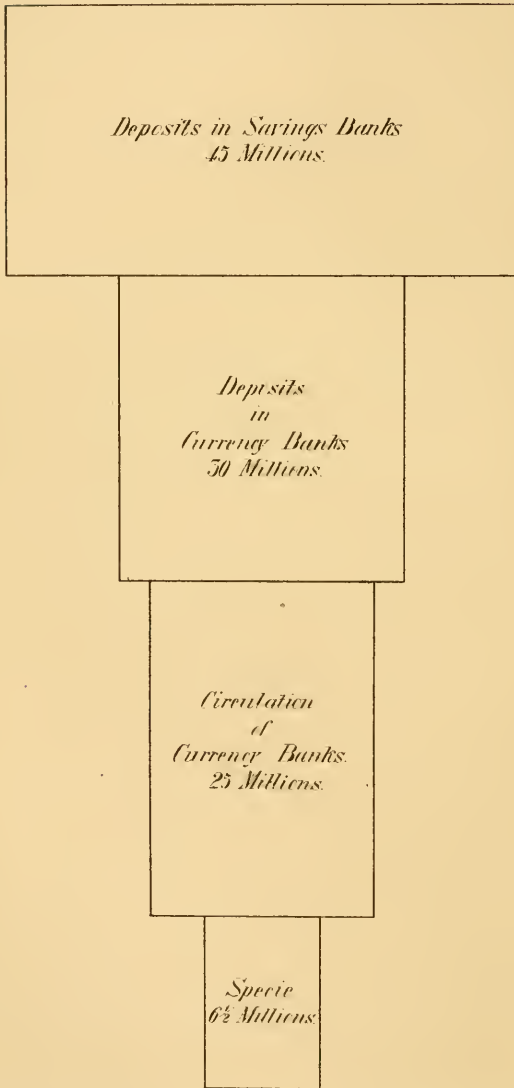 Deposits in Savings Banks
45 Millions.
Deposits
in
Currency Banks
30 Millions.
Circulation
of
Currency Banks.
25 Millions.
Specie
6½ Millions.